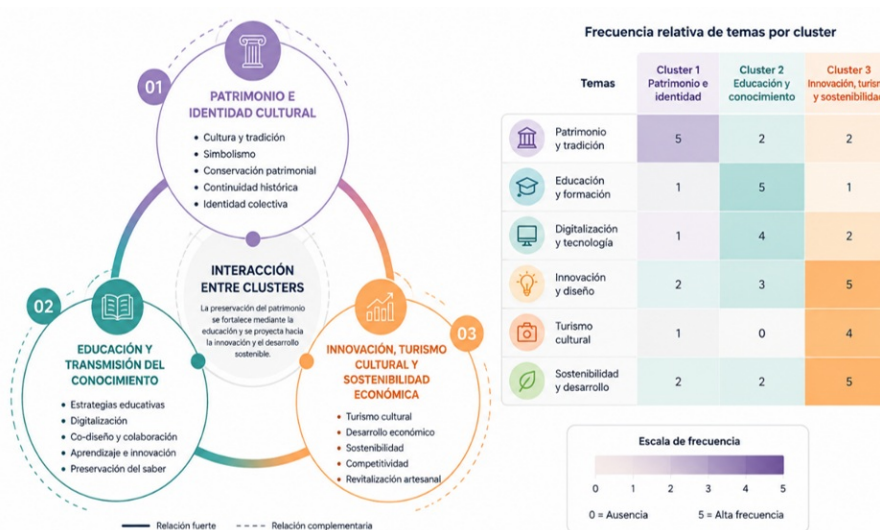 01
PATRIMONIO E
IDENTIDAD CULTURAL
• Cultura y tradición
• Simbolismo
• Conservación patrimonial
• Continuidad histórica
• Identidad colectiva
INTERACCIÓN
ENTRE CLUSTERS
La preservación del patrimonio
se fortalece mediante la
educación y se proyecta hacia
la innovación y el desarrollo
sostenible.
02
EDUCACIÓN Y
TRANSMISIÓN DEL
CONOCIMIENTO
• Estrategias educativas
• Digitalización
• Co-diseño y colaboración
• Aprendizaje e innovación
• Preservación del saber
03
INNOVACIÓN, TURISMO
CULTURAL Y
SOSTENIBILIDAD
ECONÓMICA
• Turismo cultural
• Desarrollo económico
• Sostenibilidad
• Competitividad
• Revitalización artesanal
Relación fuerte
Relación complementaria
Frecuencia relativa de temas por cluster
Temas
Cluster 1
Patrimonio e
identidad
Cluster 2
Educación y
conocimiento
Cluster 3
Innovación, turism
y sostenibilidad
Patrimonio
y tradición
5 2 2
Educación
y formación
1 5 1
Digitalización
y tecnología
1 4 2
Innovación
y diseño
2 3 5
Turismo
cultural
1 0 4
Sostenibilidad
y desarrollo
2 2 5
Escala de frecuencia
0 1 2 3 4 5
0 = Ausencia 5 = Alta frecuencia